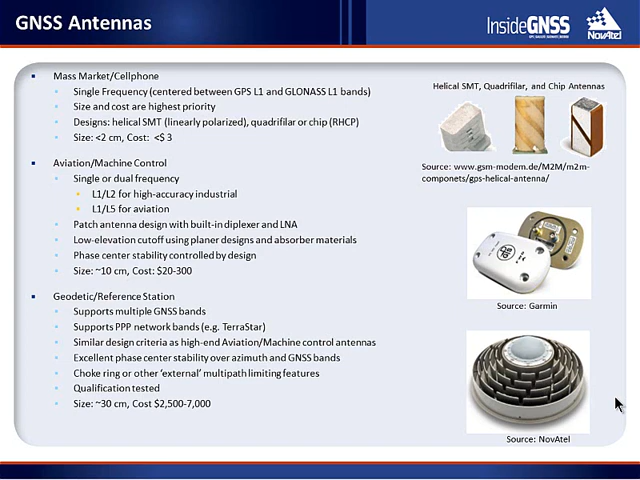 GNSS Antennas
InsideGNSS
NovAtel
Mass Market/Cellphone
Single Frequency (centered between GPS L1 and GLONASS L1 bands)
Size and cost are highest priority
Designs: helical SMT (linearly polarized), quadrifilar or chip (RHCP)
Size: <2 cm, Cost: <$ 3
Aviation/Machine Control
Single or dual frequency
L1/L2 for high-accuracy industrial
L1/L5 for aviation
Patch antenna design with built-in diplexer and LNA
Low-elevation cutoff using planer designs and absorber materials
Phase center stability controlled by design
Size: ~10 cm, Cost: $20-300
Geodetic/Reference Station
Supports multiple GNSS bands
Supports PPP network bands (e.g. TerraStar)
Similar design criteria as high-end Aviation/Machine control antennas
Excellent phase center stability over azimuth and GNSS bands
Choke ring or other ‘external’ multipath limiting features
Qualification tested
Size: ~30 cm, Cost $2,500-7,000
Helical SMT, Quadrifilar, and Chip Antennas
Source: www.gsm-modem.de/M2M/m2m-
componets/gps-helical-antenna/
Source: Garmin
Source: NovAtel